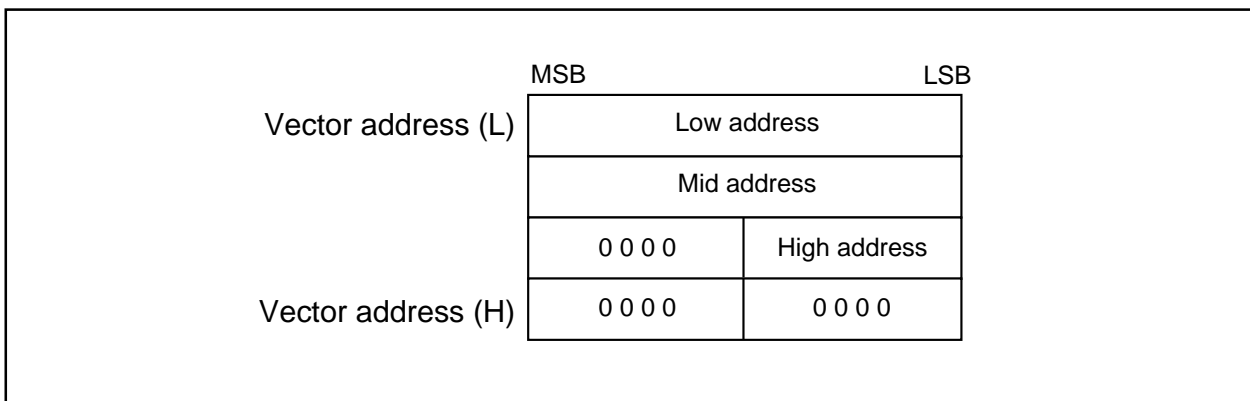 MSB LSB
Vector address (L) Low address
Mid address
0 0 0 0 High address
Vector address (H) 0 0 0 0 0 0 0 0